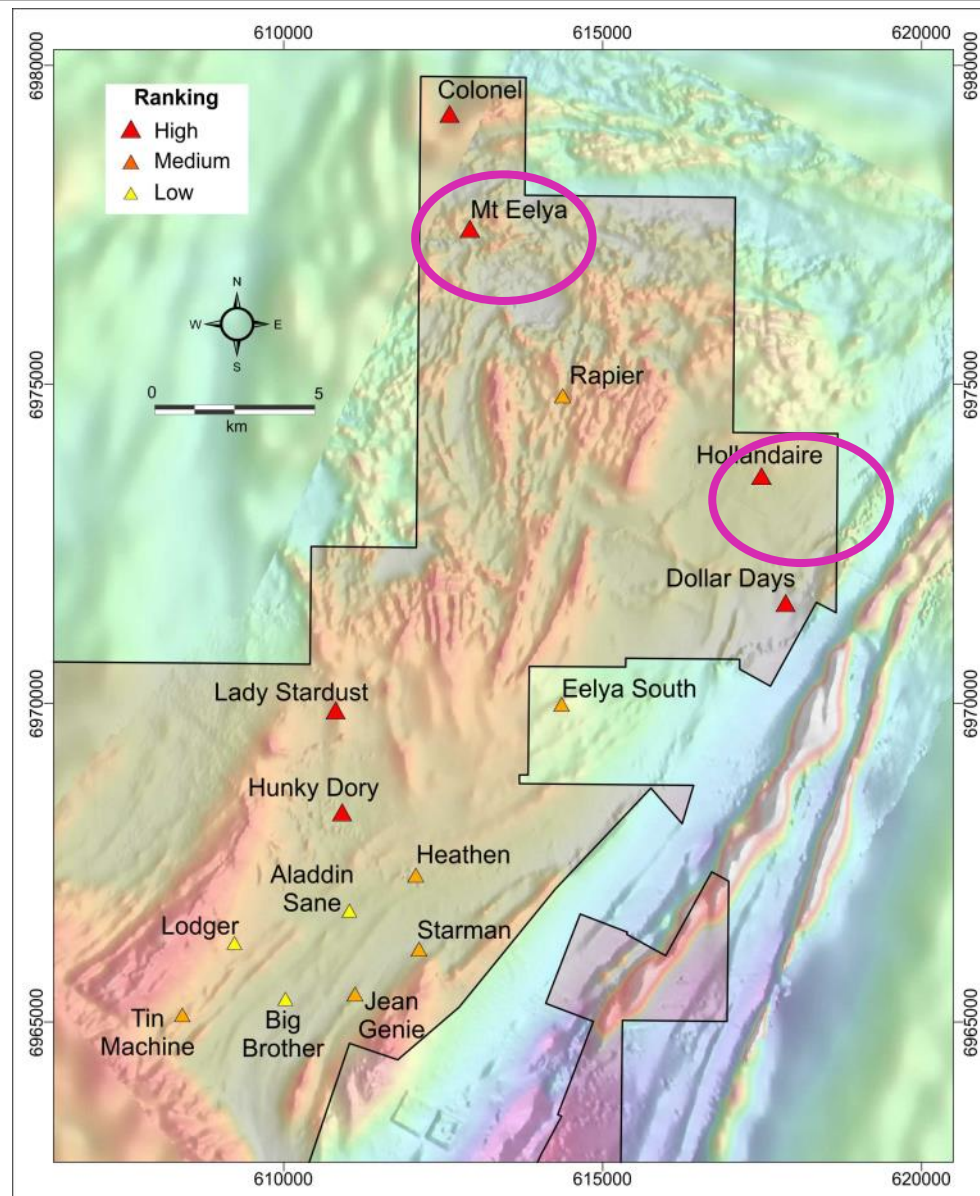 610000
615000
620000
6980000
6980000
Ranking
High
Medium
Low
Colonel
Mt Eelya
N
W
E
S
0
5
km
6975000
6975000
Rapier
Hollandaire
Dollar Days
6970000
6970000
Lady Stardust
Eelya South
Hunky Dory
Heathen
Aladdin
Sane
Lodger
Starman
Tin
Machine
Big
Brother
Jean
Genie
6965000
6965000
610000
615000
620000